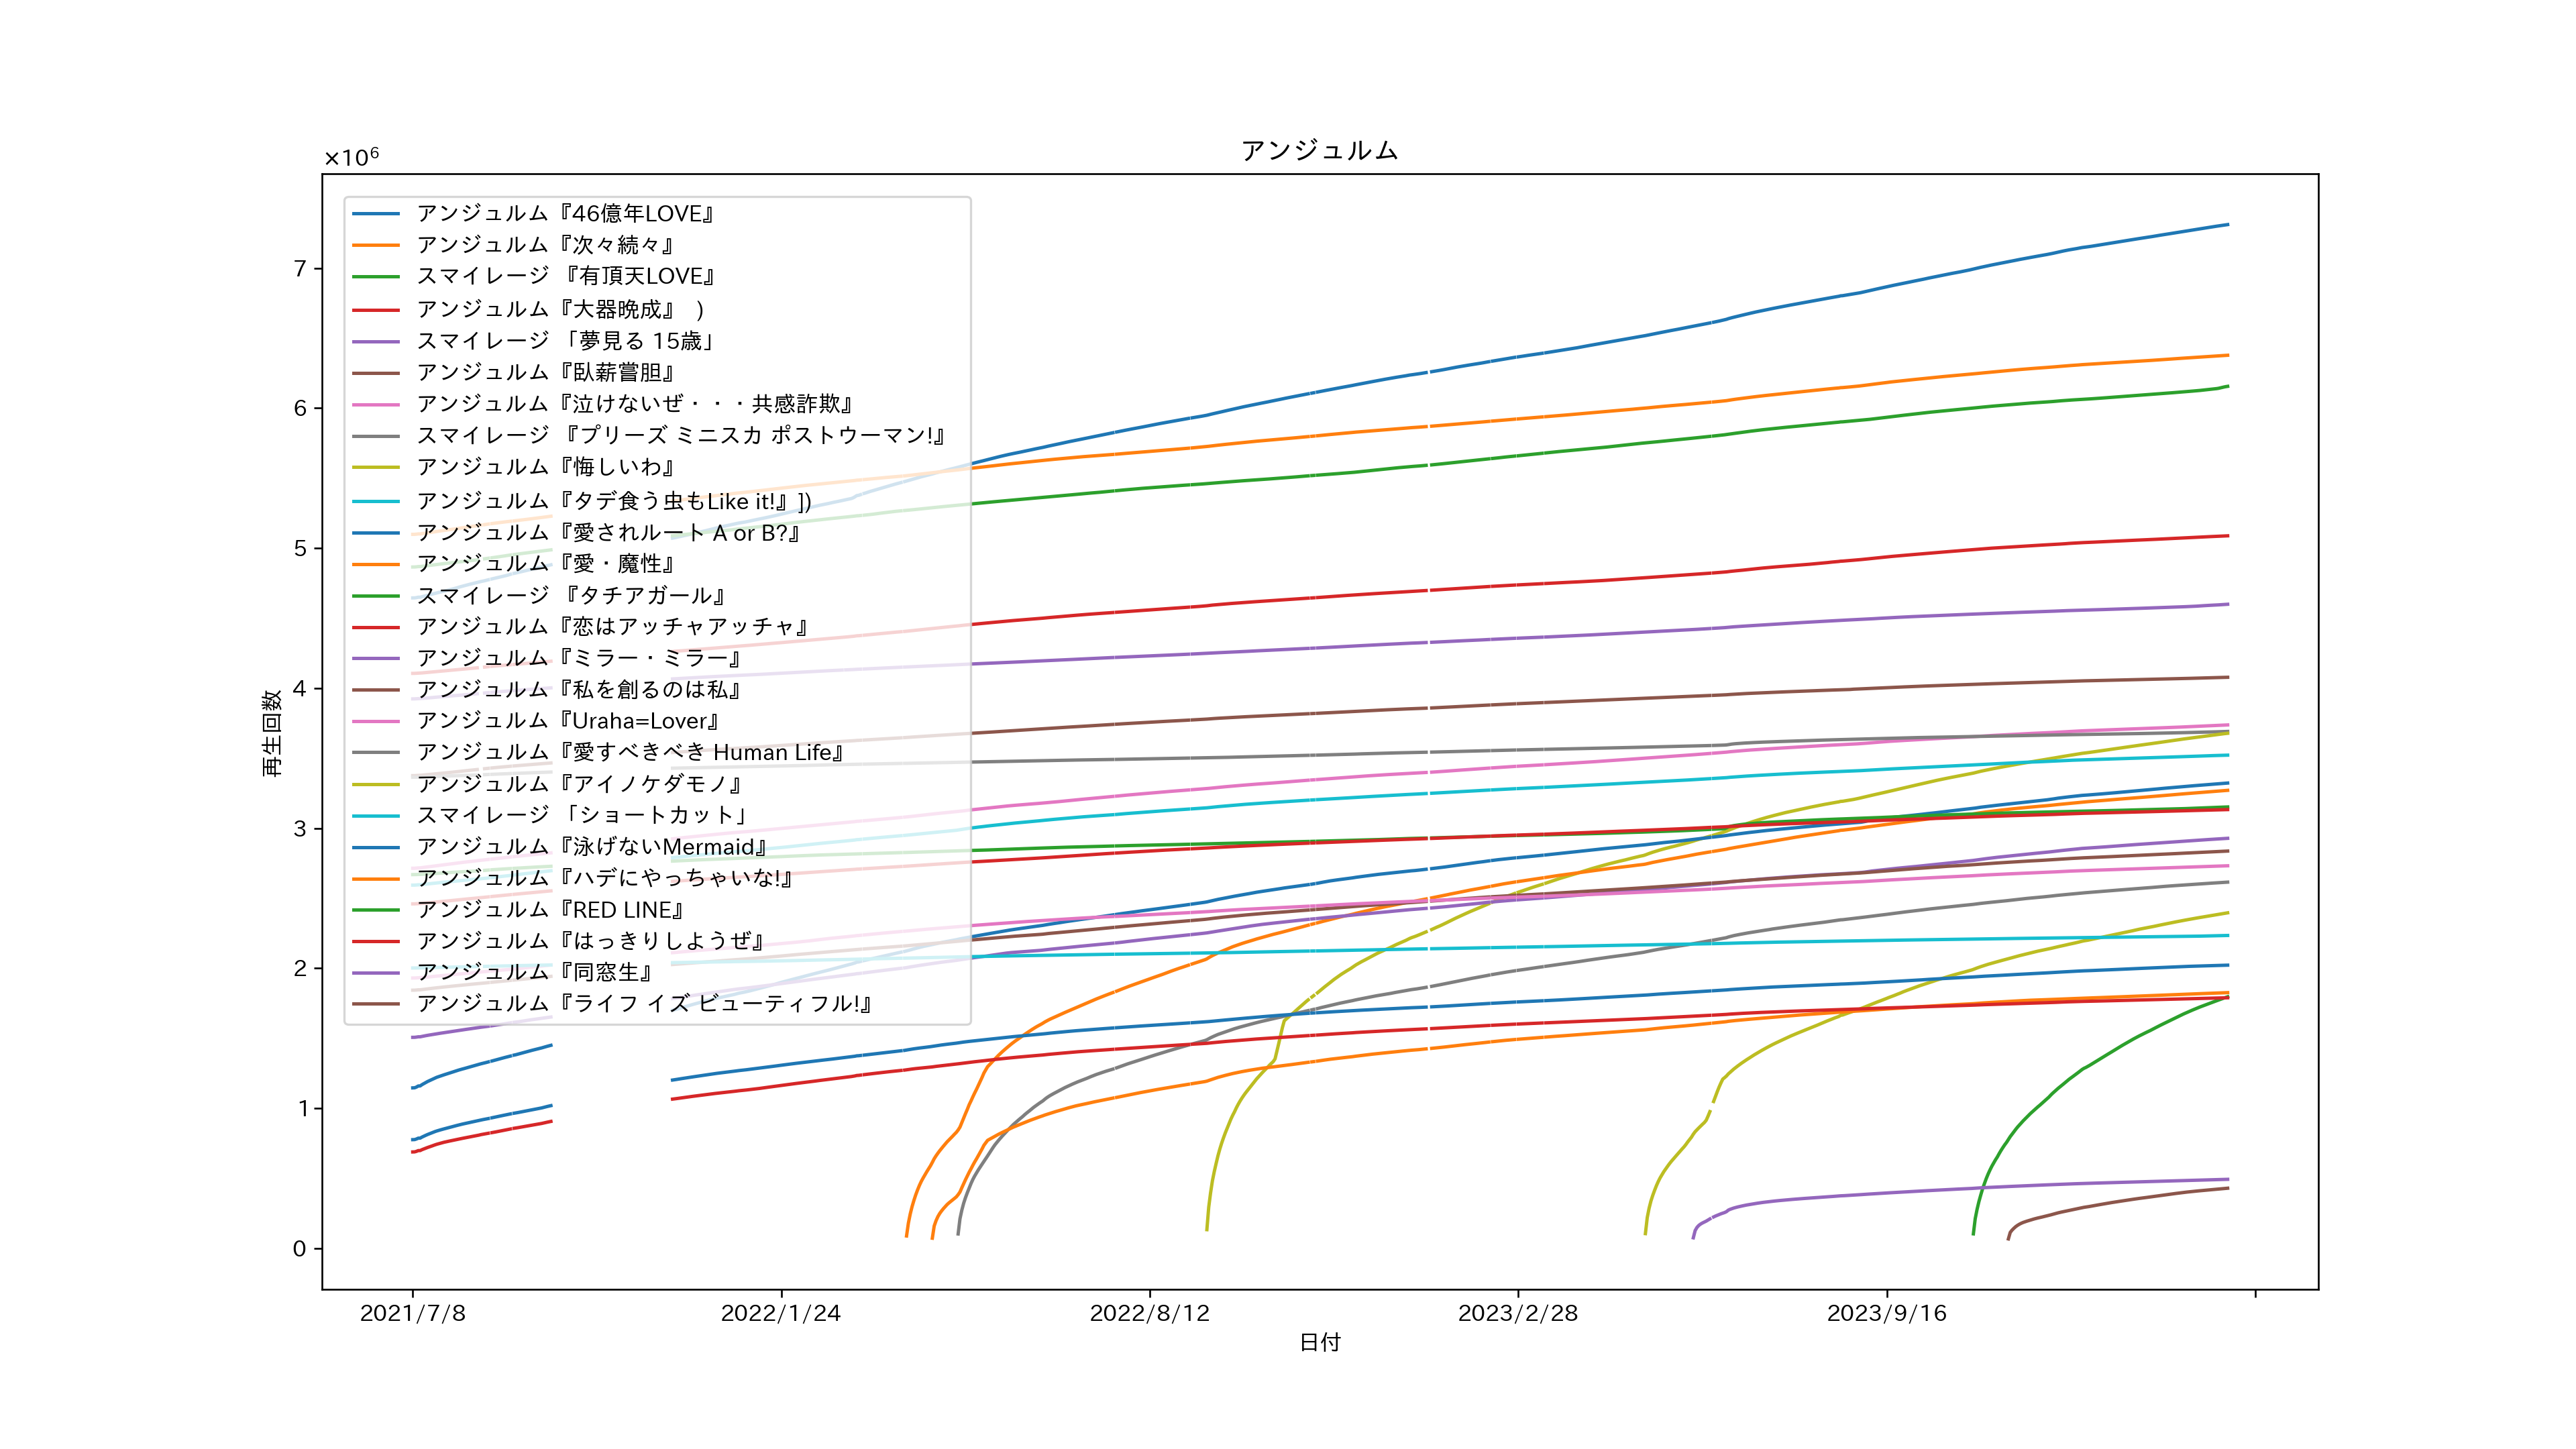 アンジュルム
×10⁶
アンジュルム『46億年LOVE』
アンジュルム『次々続々』
スマイレージ 『有頂天LOVE』
アンジュルム『大器晩成』 )
スマイレージ 「夢見る 15歳」
アンジュルム『臥薪嘗胆』
アンジュルム『泣けないぜ・・・共感詐欺』
スマイレージ 『プリーズ ミニスカ ポストウーマン!』
アンジュルム『悔しいわ』
アンジュルム『タデ食う虫もLike it!』])
アンジュルム『愛されルート A or B?』
アンジュルム『愛・魔性』
スマイレージ 『タチアガール』
アンジュルム『恋はアッチャアッチャ』
アンジュルム『ミラー・ミラー』
アンジュルム『私を創るのは私』
アンジュルム『Uraha=Lover』
アンジュルム『愛すべきべき Human Life』
アンジュルム『アイノケダモノ』
スマイレージ 「ショートカット」
アンジュルム『泳げないMermaid』
アンジュルム『ハデにやっちゃいな!』
アンジュルム『RED LINE』
アンジュルム『はっきりしようぜ』
アンジュルム『同窓生』
アンジュルム『ライフ イズ ビューティフル!』
再生回数
7
6
5
4
3
2
1
0
2021/7/8
2022/1/24
2022/8/12
2023/2/28
2023/9/16
日付